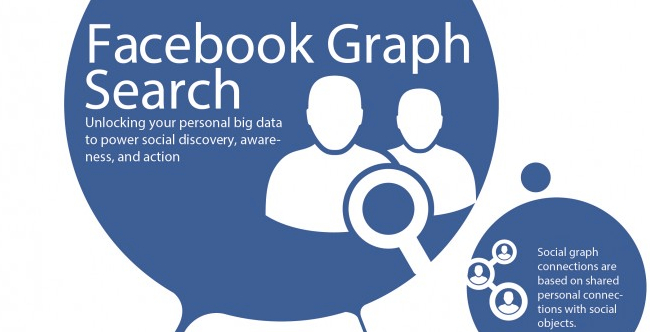 Facebook Graph
Search
Unlocking your personal big data
to power social discovery, aware-
ness, and action
Social graph
connections are
based on shared
personal connec-
tions with social
objects.